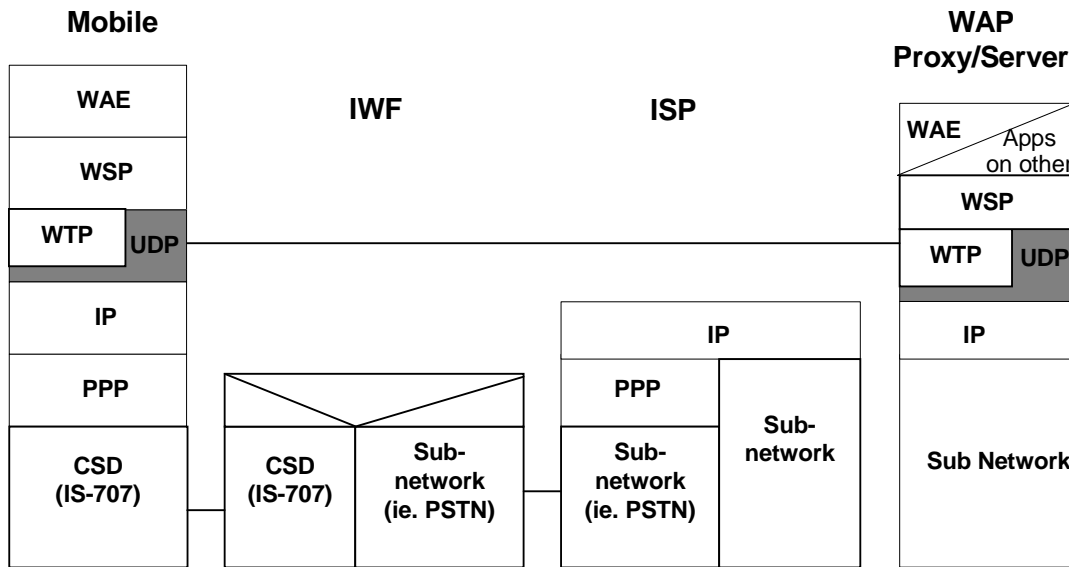 Mobile
WAE
WSP
WTP
UDP
IP
PPP
CSD
(IS-707)
IWF
CSD
(IS-707)
Sub-
network
(ie. PSTN)
ISP
IP
PPP
Sub-
network
(ie. PSTN)
Sub-
network
WAP
Proxy/Server
WAE
Apps
on other
WSP
WTP
UDP
IP
Sub Network